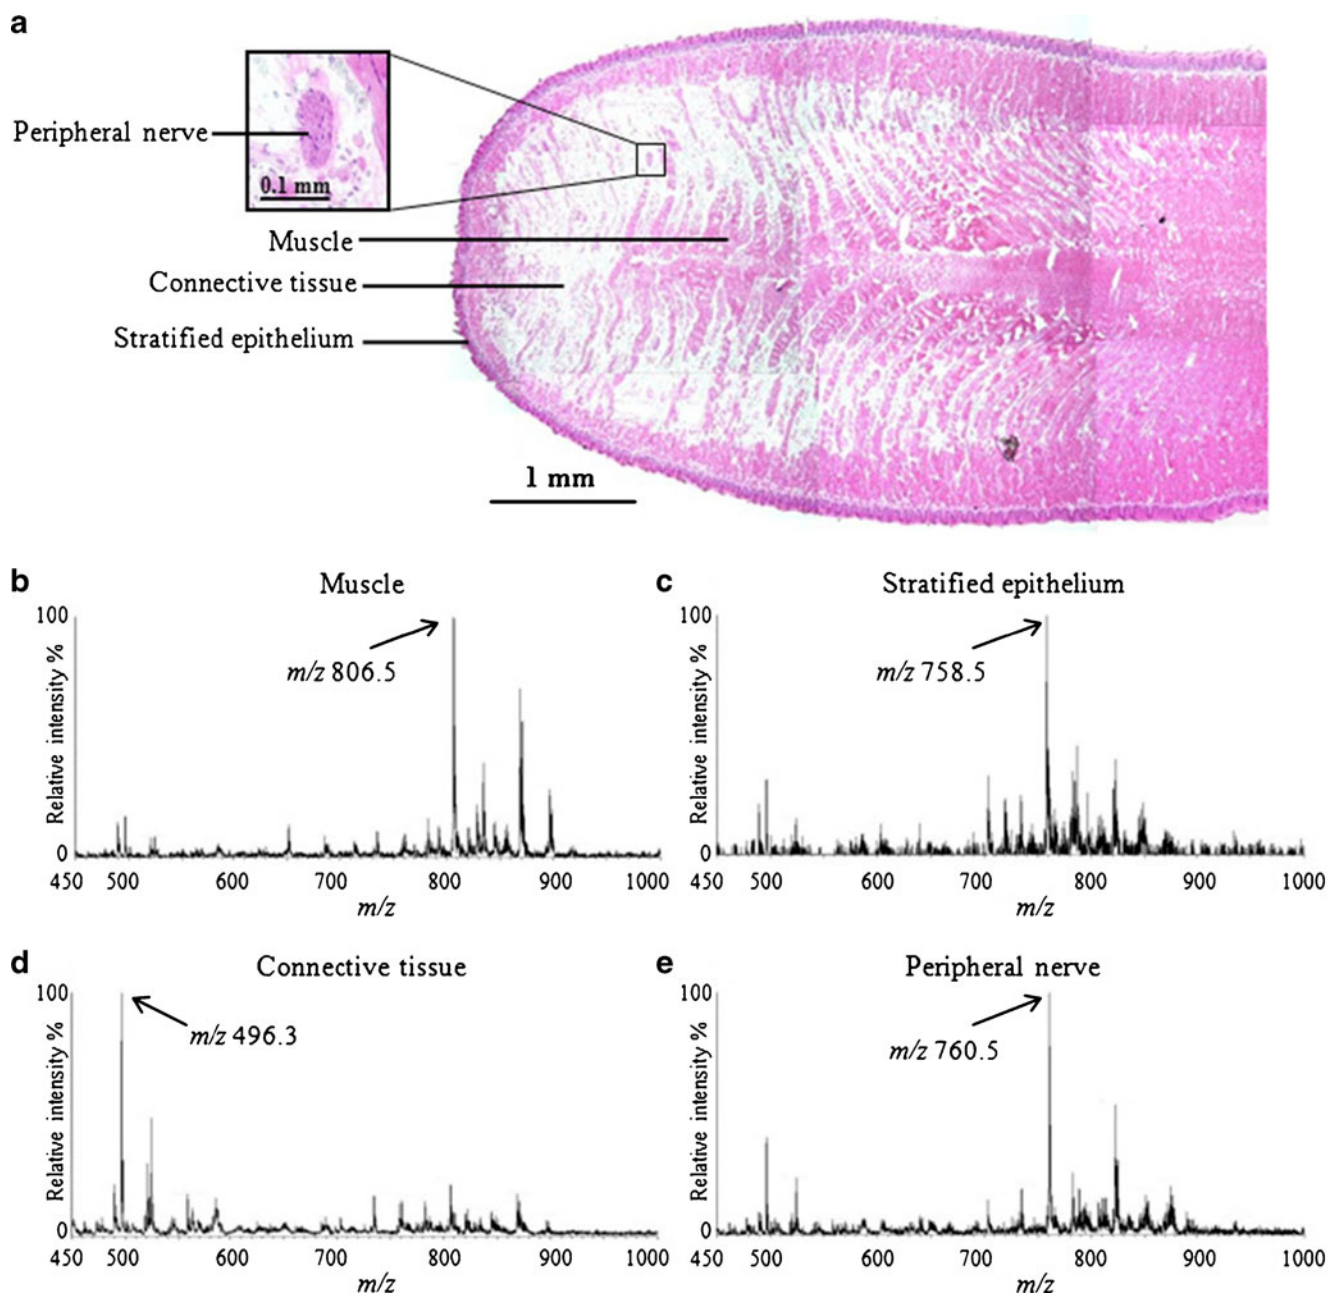 a
Peripheral nerve
0.1 mm
Muscle
Connective tissue
Stratified epithelium
1 mm
b
Muscle
100
m/z 806.5
Relative intensity %
0
450 500 600 700 800 900 1000
m/z
c
Stratified epithelium
100
m/z 758.5
Relative intensity %
0
450 500 600 700 800 900 1000
m/z
d
Connective tissue
100
m/z 496.3
Relative intensity %
0
450 500 600 700 800 900 1000
m/z
e
Peripheral nerve
100
m/z 760.5
Relative intensity %
0
450 500 600 700 800 900 1000
m/z